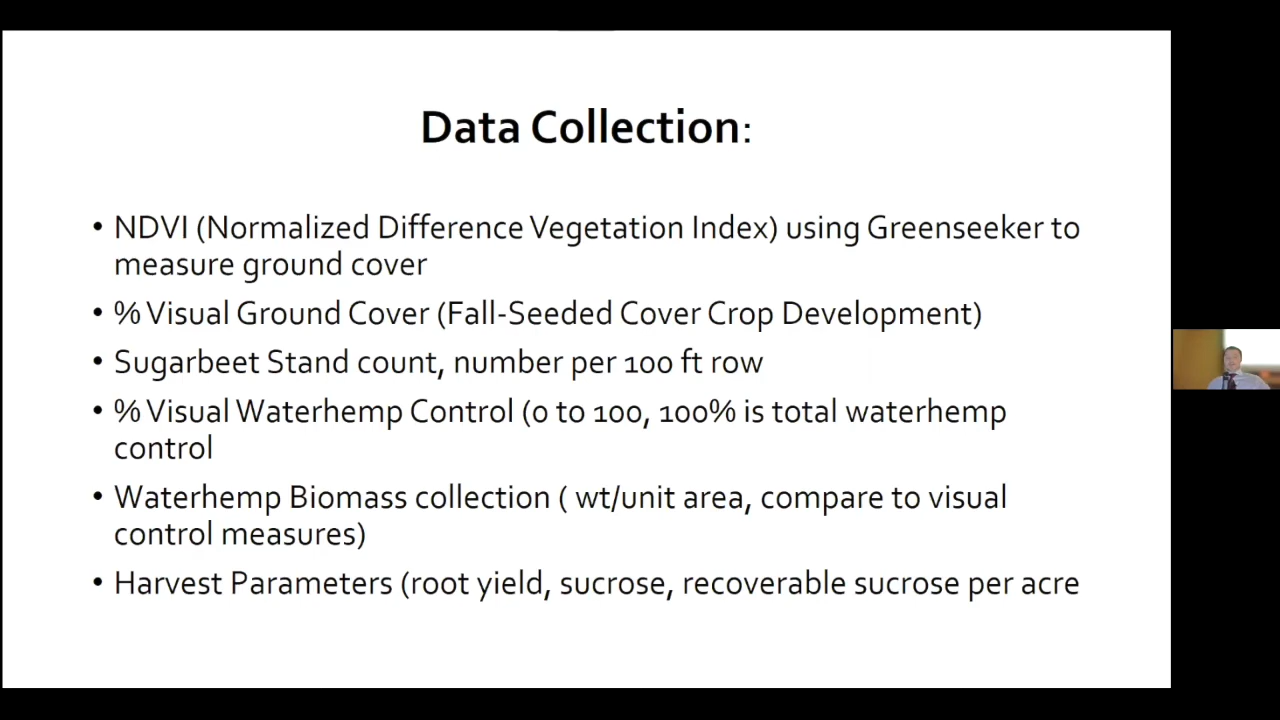 Data Collection:
• NDVI (Normalized Difference Vegetation Index) using Greenseeker to
measure ground cover
• % Visual Ground Cover (Fall-Seeded Cover Crop Development)
• Sugarbeet Stand count, number per 100 ft row
• % Visual Waterhemp Control (0 to 100, 100% is total waterhemp
control
• Waterhemp Biomass collection ( wt/unit area, compare to visual
control measures)
• Harvest Parameters (root yield, sucrose, recoverable sucrose per acre